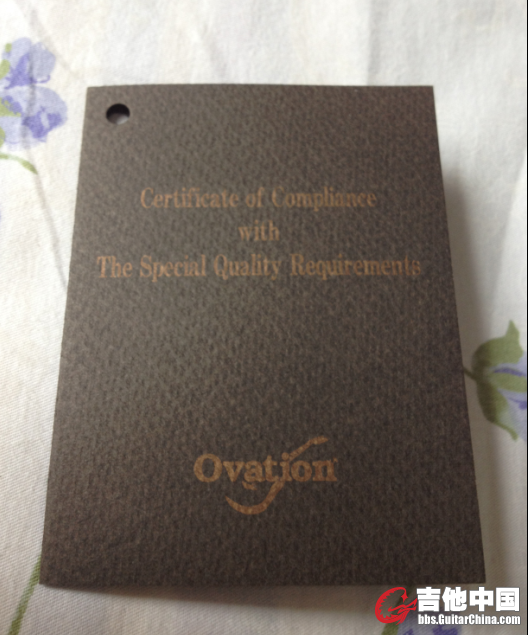 Certificate of Compliance
with
The Special Quality Requirements
Ovation
吉他中国
bbs.GuitarChina.com